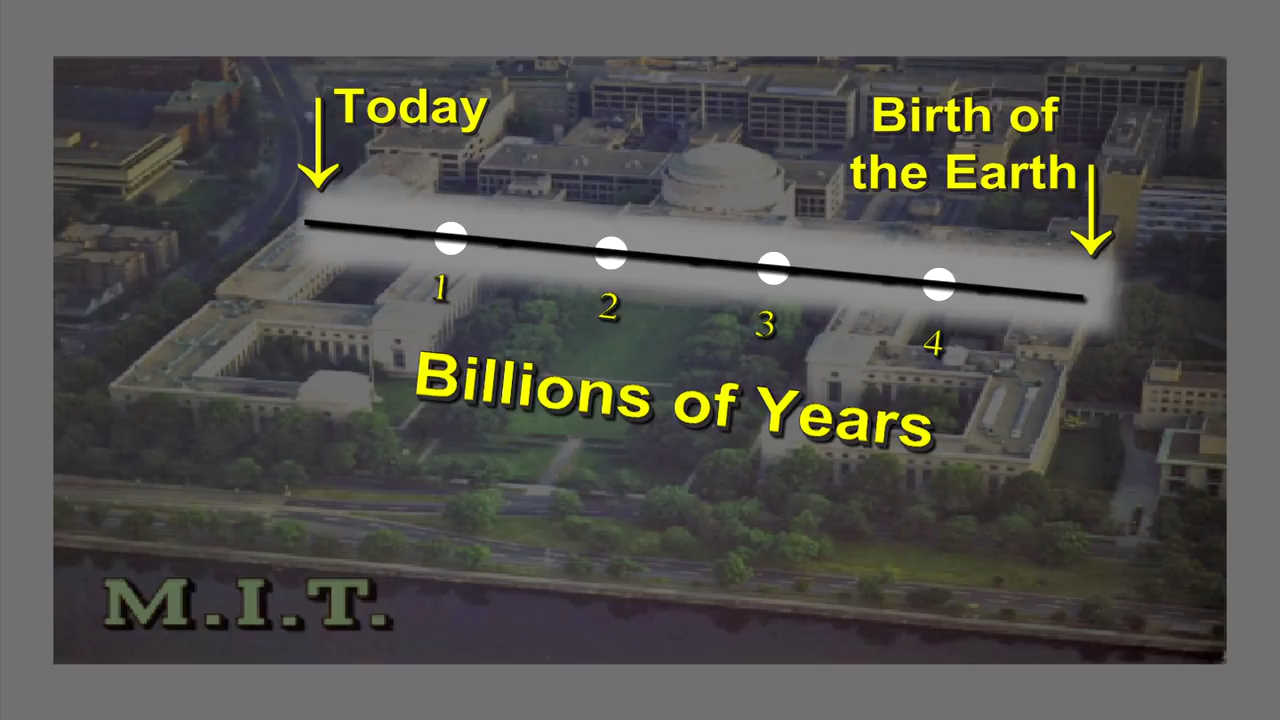 Today
Birth of
the Earth
1
2
3
4
Billions of Years
M.I.T.